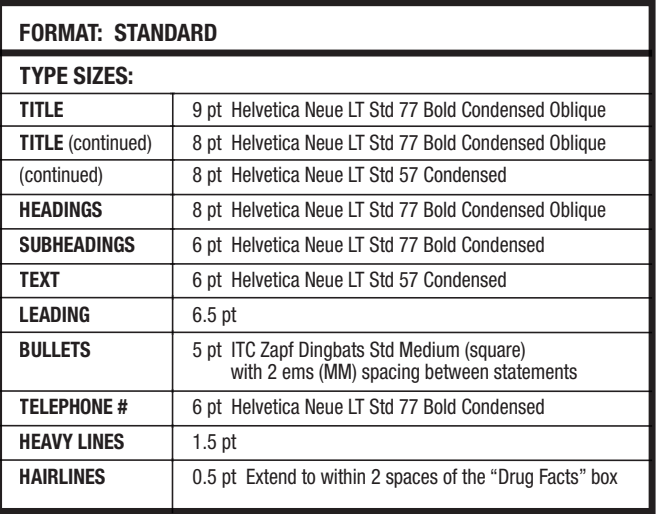 FORMAT: STANDARD
TYPE SIZES:
TITLE 9 pt Helvetica Neue LT Std 77 Bold Condensed Oblique
TITLE (continued) 8 pt Helvetica Neue LT Std 77 Bold Condensed Oblique
(continued) 8 pt Helvetica Neue LT Std 57 Condensed
HEADINGS 8 pt Helvetica Neue LT Std 77 Bold Condensed Oblique
SUBHEADINGS 6 pt Helvetica Neue LT Std 77 Bold Condensed
TEXT 6 pt Helvetica Neue LT Std 57 Condensed
LEADING 6.5 pt
BULLETS 5 pt ITC Zapf Dingbats Std Medium (square)
with 2 ems (MM) spacing between statements
TELEPHONE # 6 pt Helvetica Neue LT Std 77 Bold Condensed
HEAVY LINES 1.5 pt
HAIRLINES 0.5 pt Extend to within 2 spaces of the “Drug Facts” box